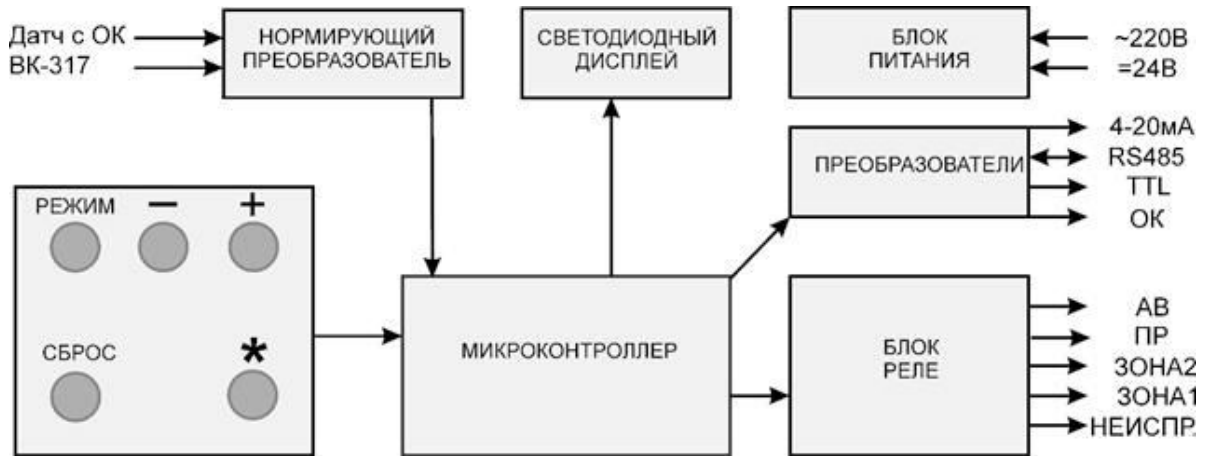 Датч с ОК
ВК-317
НОРМИРУЮЩИЙ
ПРЕОБРАЗОВАТЕЛЬ
СВЕТОДИОДНЫЙ
ДИСПЛЕЙ
БЛОК
ПИТАНИЯ
~220В
=24В
ПРЕОБРАЗОВАТЕЛИ
4-20мА
RS485
TTL
ОК
РЕЖИМ − +
СБРОС *
МИКРОКОНТРОЛЛЕР
БЛОК
РЕЛЕ
АВ
ПР
ЗОНА2
ЗОНА1
НЕИСПР.